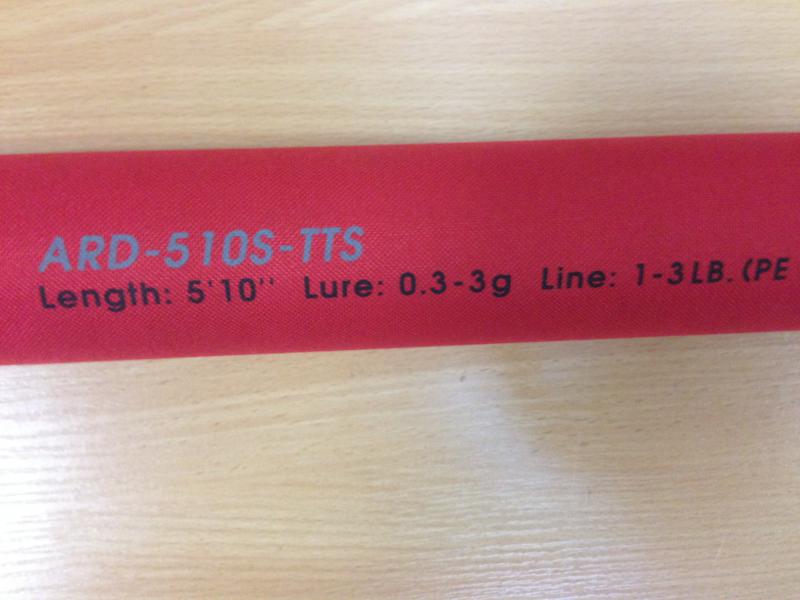 ARD-510S-TTS
Length: 5'10'' Lure: 0.3-3g Line: 1-3LB. (PE